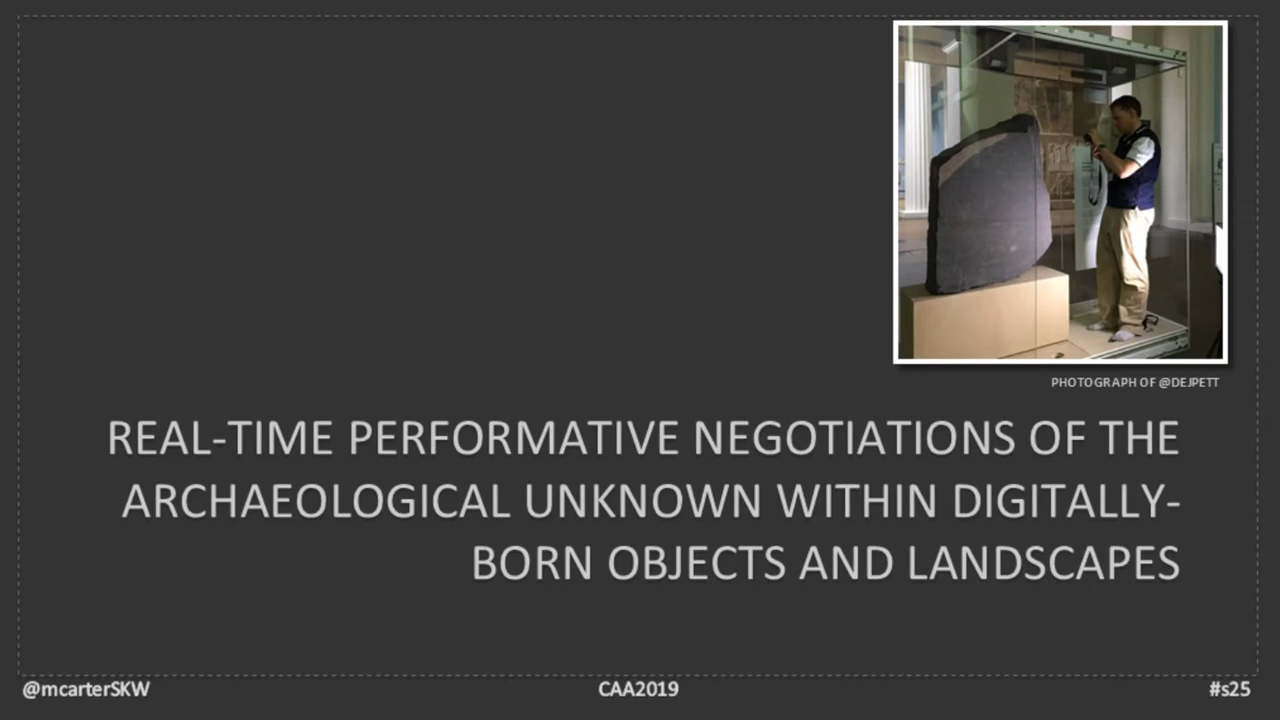 PHOTOGRAPH OF @DEJPETT
REAL-TIME PERFORMATIVE NEGOTIATIONS OF THE
ARCHAEOLOGICAL UNKNOWN WITHIN DIGITALLY-
BORN OBJECTS AND LANDSCAPES
@mcarterSKW
CAA2019
#s25